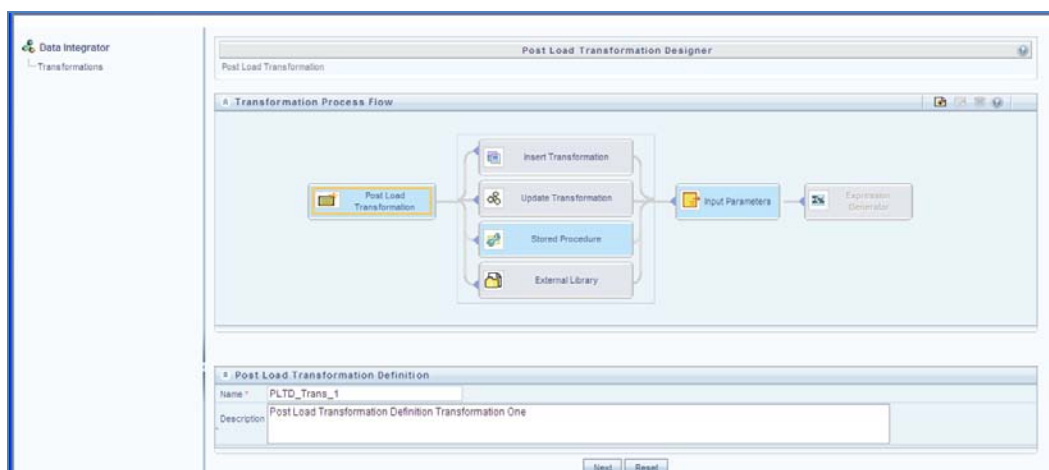 Data Integrator
Transformations
Post Load Transformation Designer
Post Load Transformation
Transformation Process Flow
Post Load
Transformation
Insert Transformation
Update Transformation
Stored Procedure
External Library
Input Parameters
Expression
Generator
Post Load Transformation Definition
Name * PLTD_Trans_1
Description * Post Load Transformation Definition Transformation One
Next Reset